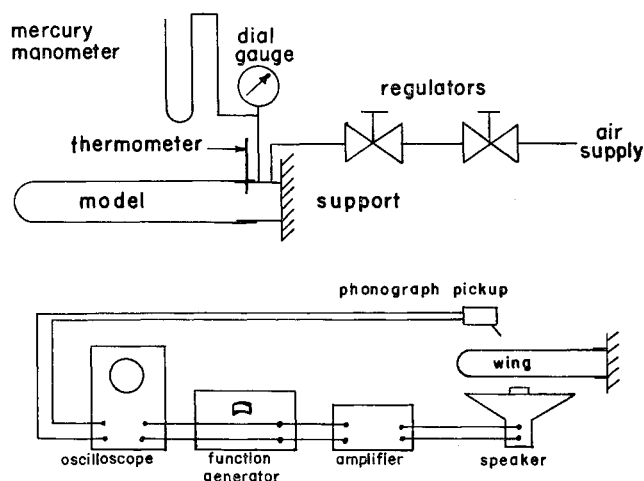 mercury
manometer
dial
gauge
regulators
air
supply
thermometer
model
support
phonograph pickup
wing
oscilloscope
function
generator
amplifier
speaker